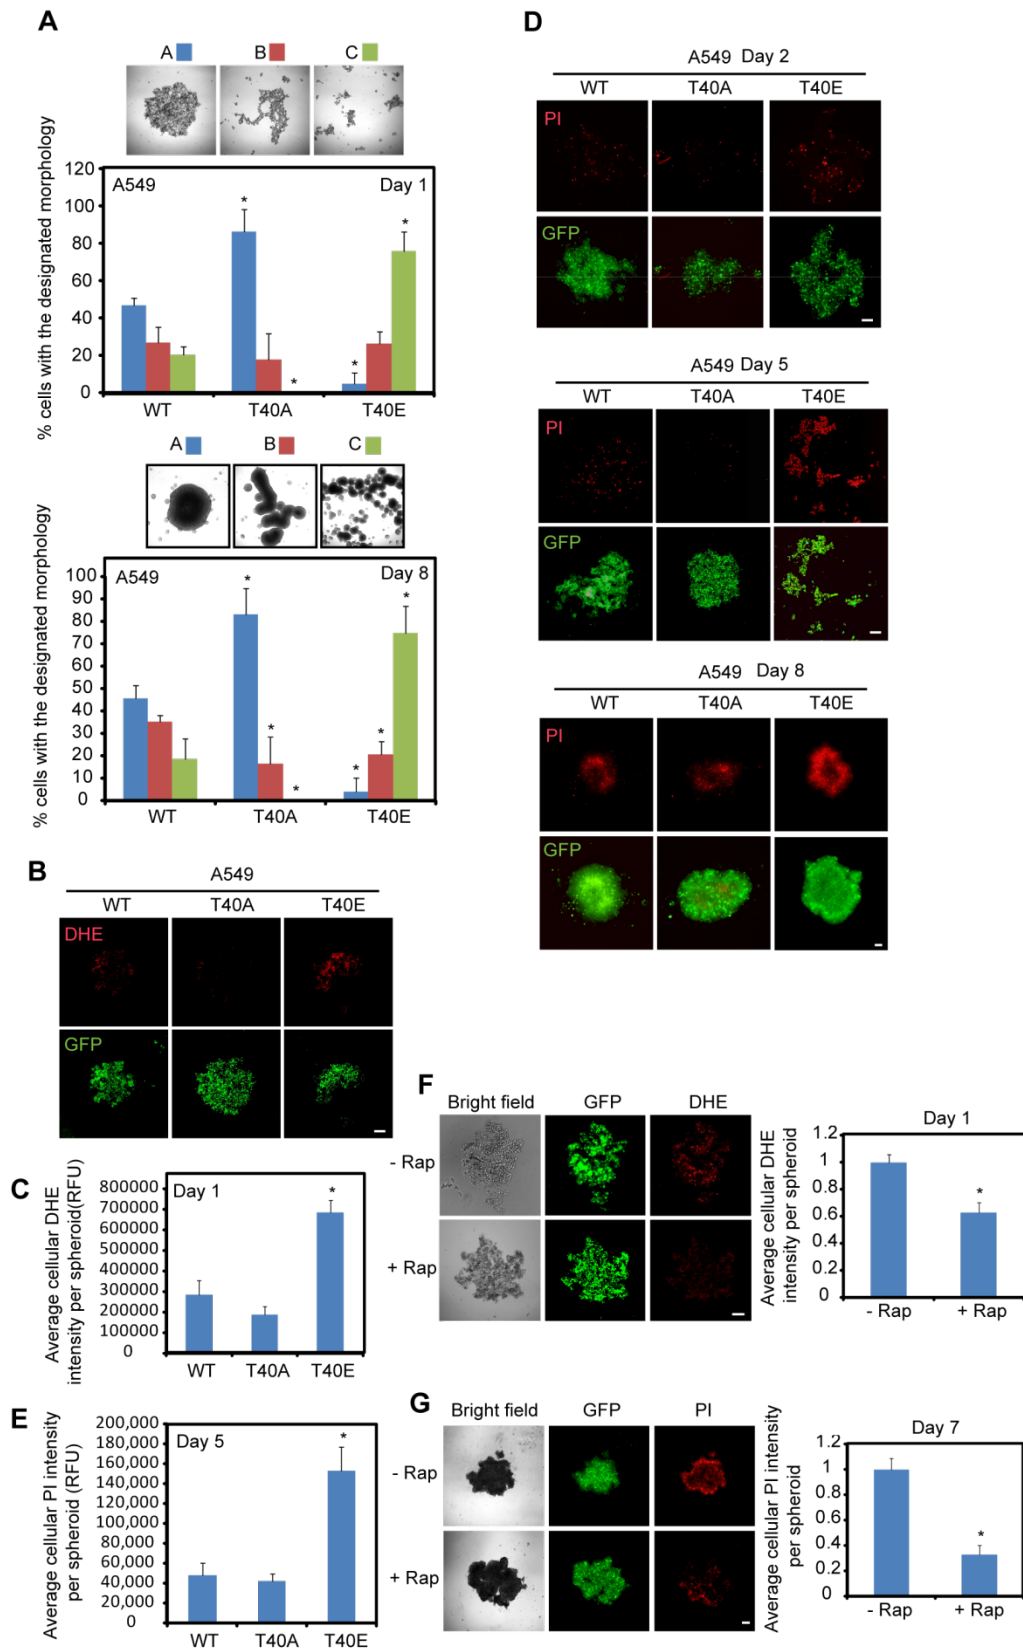 A
A B C
% cells with the designated morphology
120
100
80
60
40
20
0
A549 Day 1
*
*
*
*
WT T40A T40E
A B C
% cells with the designated morphology
100
90
80
70
60
50
40
30
20
10
0
A549 Day 8
*
*
*
*
*
*
WT T40A T40E
B
A549
WT T40A T40E
DHE
GFP
C
Average cellular DHE
intensity per spheroid(RFU)
800000
700000
600000
500000
400000
300000
200000
100000
0
Day 1
*
WT T40A T40E
E
Average cellular PI intensity
per spheroid (RFU)
200,000
180,000
160,000
140,000
120,000
100,000
80,000
60,000
40,000
20,000
0
Day 5
*
WT T40A T40E
D
A549 Day 2
WT T40A T40E
PI
GFP
A549 Day 5
WT T40A T40E
PI
GFP
A549 Day 8
WT T40A T40E
PI
GFP
F
Bright field GFP DHE
- Rap
+ Rap
Average cellular DHE
intensity per spheroid
Day 1
1.2
1
0.8
0.6
0.4
0.2
0
*
- Rap + Rap
G
Bright field GFP PI
- Rap
+ Rap
Average cellular PI intensity
per spheroid
Day 7
1.2
1
0.8
0.6
0.4
0.2
0
*
- Rap + Rap